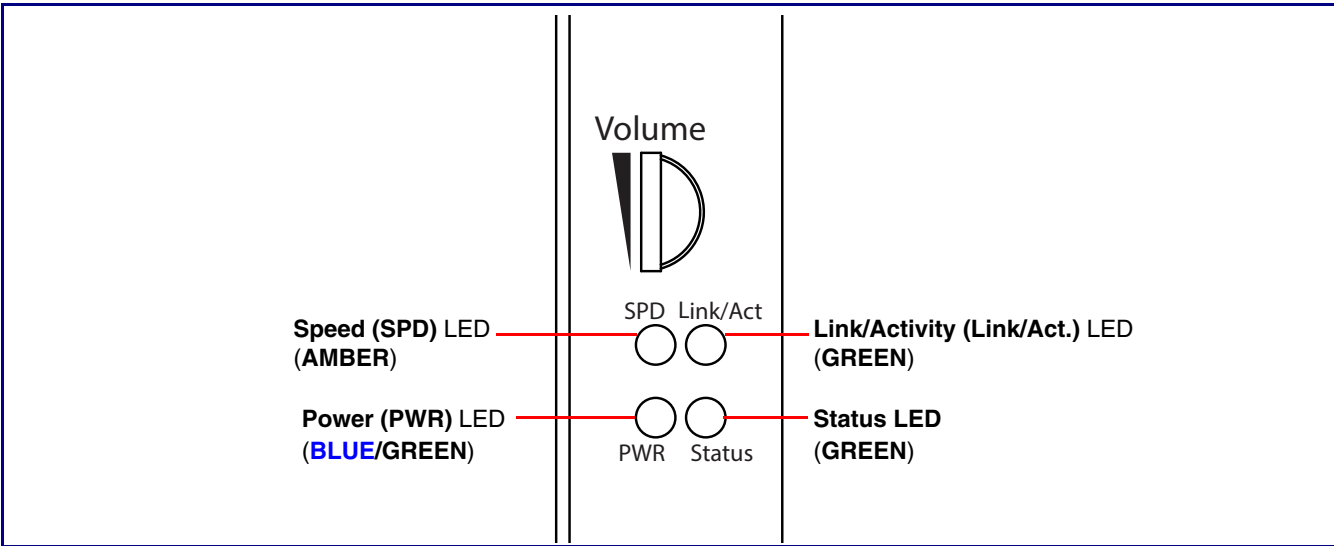 Volume
SPD Link/Act
Speed (SPD) LED
(AMBER)
Link/Activity (Link/Act.) LED
(GREEN)
Power (PWR) LED
(BLUE/GREEN)
Status LED
(GREEN)
PWR Status